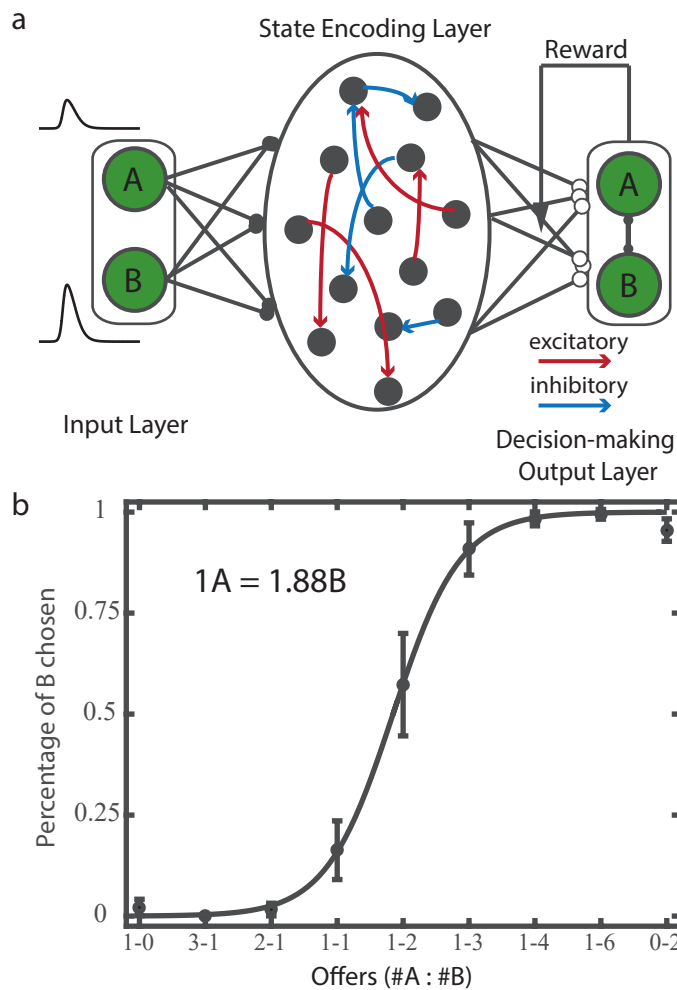 a
State Encoding Layer
Reward
A
B
A
B
excitatory
inhibitory
Input Layer
Decision-making
Output Layer
b
1
0.75
0.5
0.25
0
1A = 1.88B
Percentage of B chosen
1-0 3-1 2-1 1-1 1-2 1-3 1-4 1-6 0-2
Offers (#A : #B)